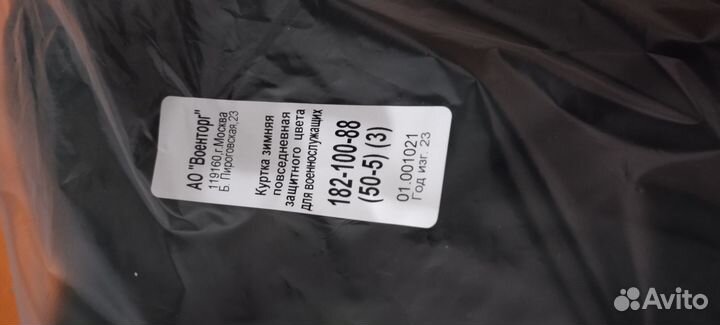 АО "Военторг"
119160,г.Москва
Б. Пироговская,23
Куртка зимняя
повседневная
защитного цвета
для военнослужащих
182-100-88
(50-5) (3)
01.001021
Год изг. 23
Avito